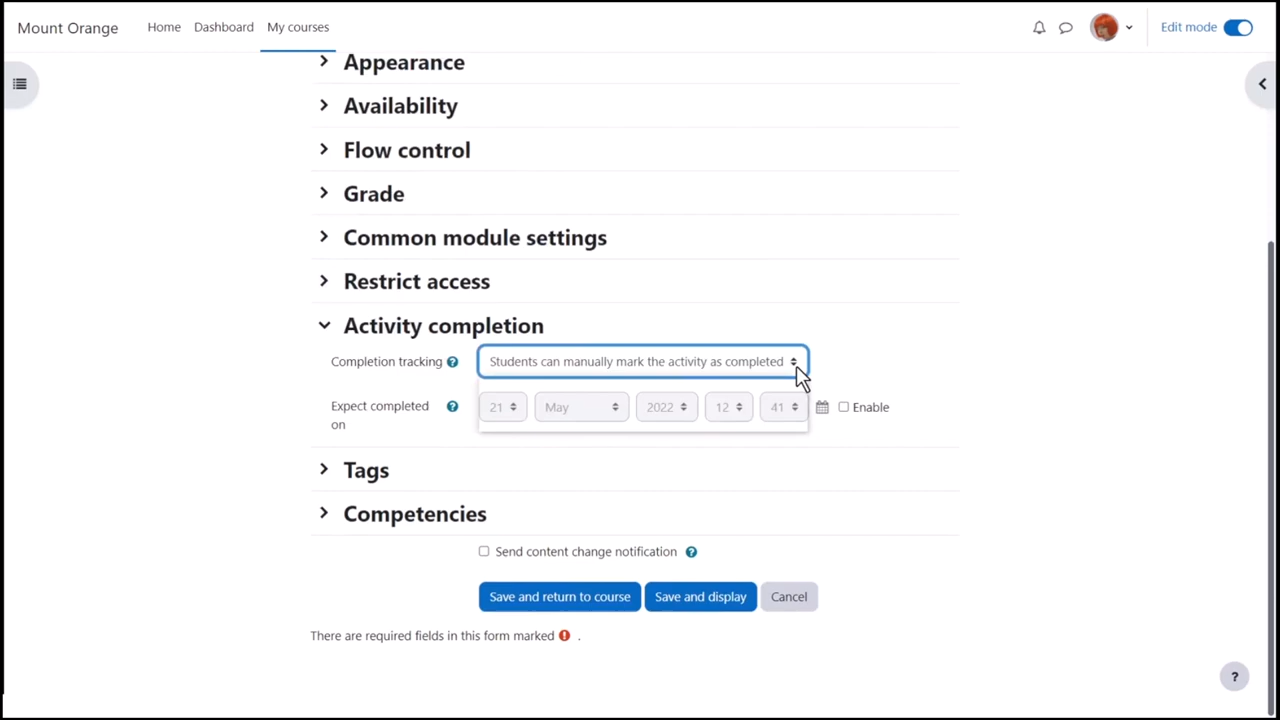 Mount Orange Home Dashboard My courses Edit mode
Appearance
Availability
Flow control
Grade
Common module settings
Restrict access
Activity completion
Completion tracking ? Students can manually mark the activity as completed
Expect completed ? 21 May 2022 12 41 Enable
on
Tags
Competencies
Send content change notification ?
Save and return to course Save and display Cancel
There are required fields in this form marked ! .
?